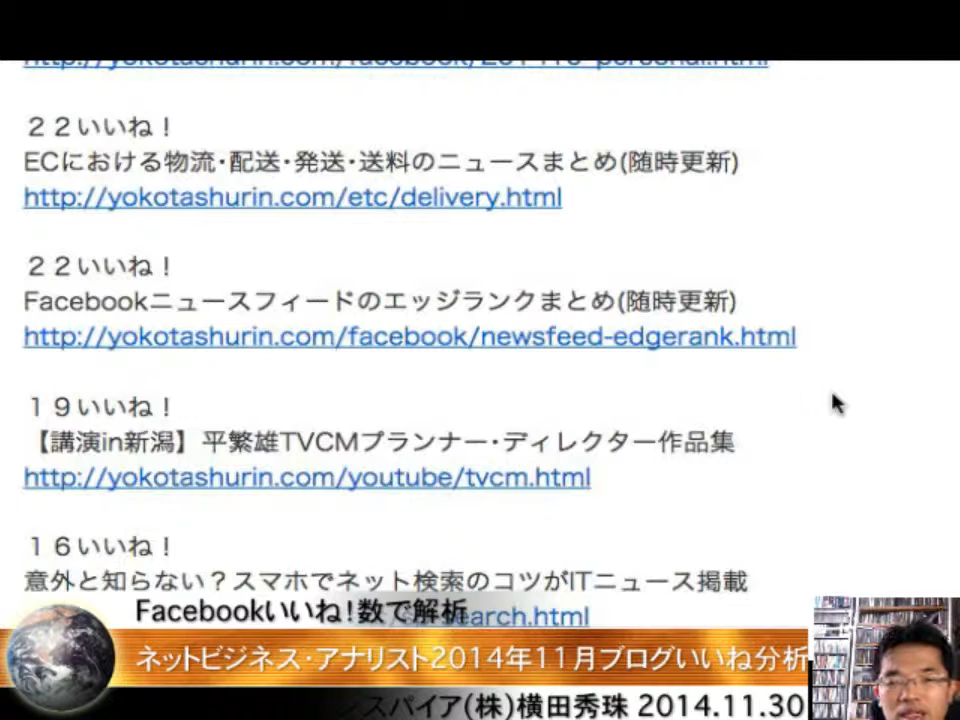 ２２いいね！
ECにおける物流・配送・発送・送料のニュースまとめ(随時更新)
http://yokotashurin.com/etc/delivery.html
２２いいね！
Facebookニュースフィードのエッジランクまとめ(随時更新)
http://yokotashurin.com/facebook/newsfeed-edgerank.html
１９いいね！
【講演in新潟】平繁雄TVCMプランナー・ディレクター作品集
http://yokotashurin.com/youtube/tvcm.html
１６いいね！
意外と知らない？スマホでネット検索のコツがITニュース掲載
earch.html
Facebookいいね！数で解析
ネットビジネス・アナリスト2014年11月ブログいいね分析
ンスパイア(株)横田秀珠 2014.11.30